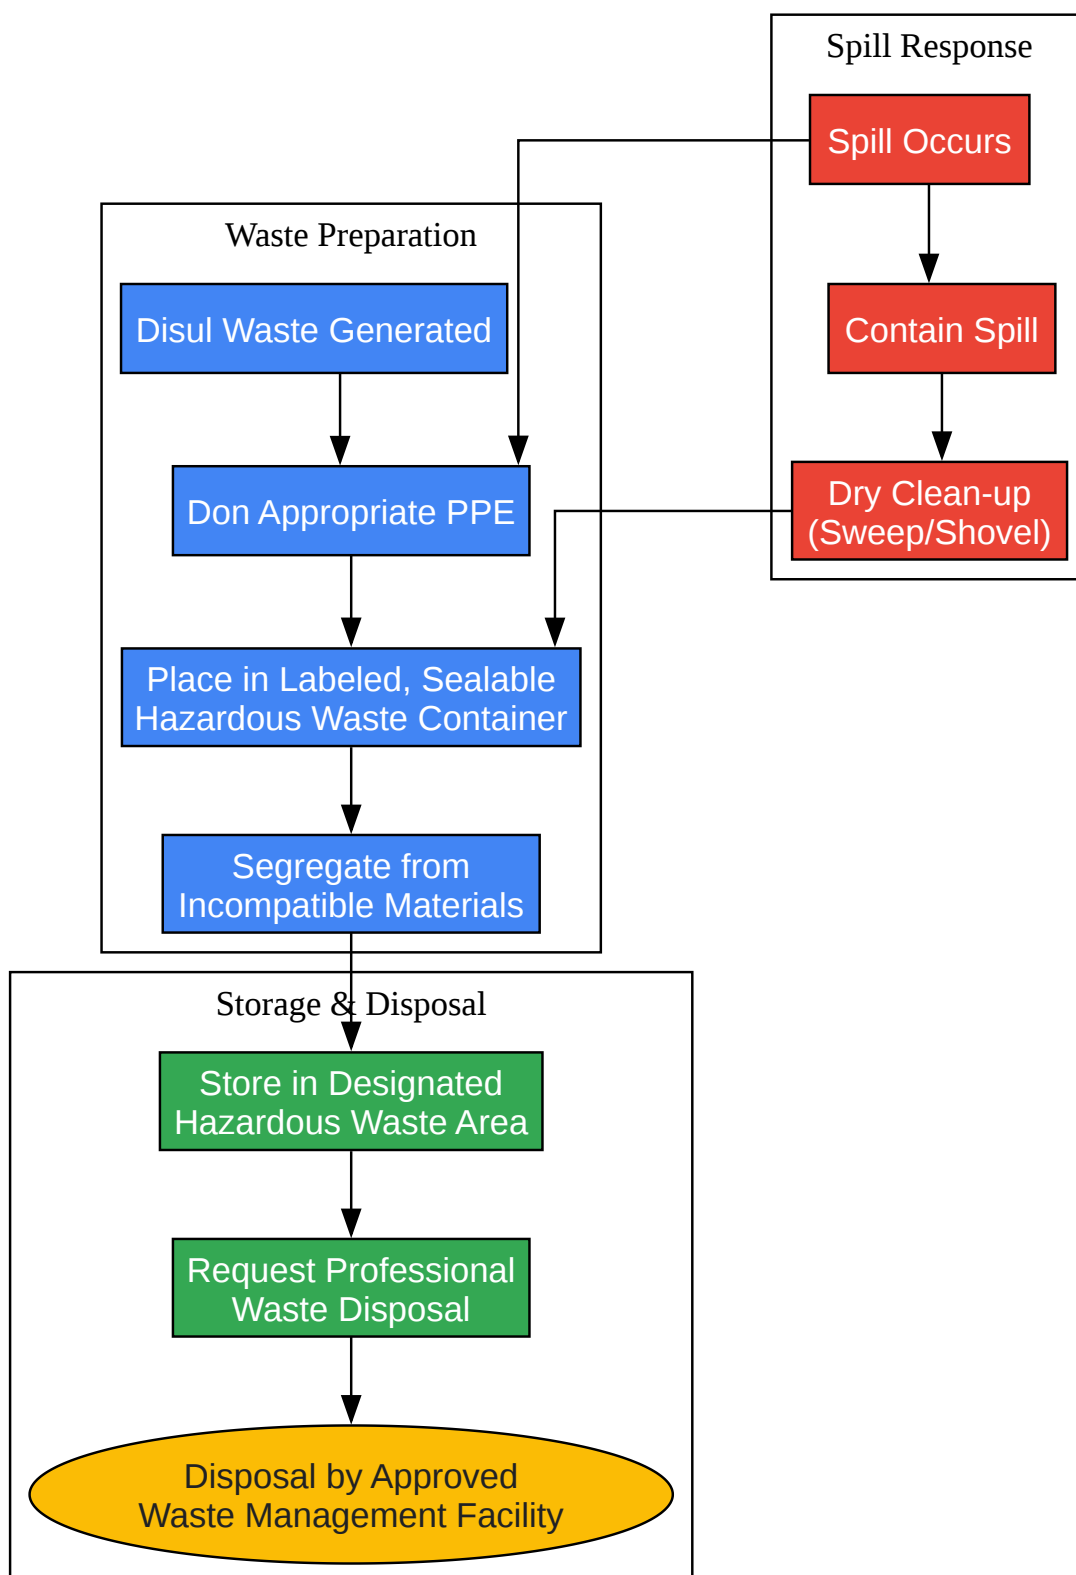 Spill Response
Spill Occurs
Contain Spill
Dry Clean-up
(Sweep/Shovel)
Waste Preparation
Disul Waste Generated
Don Appropriate PPE
Place in Labeled, Sealable
Hazardous Waste Container
Segregate from
Incompatible Materials
Storage & Disposal
Store in Designated
Hazardous Waste Area
Request Professional
Waste Disposal
Disposal by Approved
Waste Management Facility